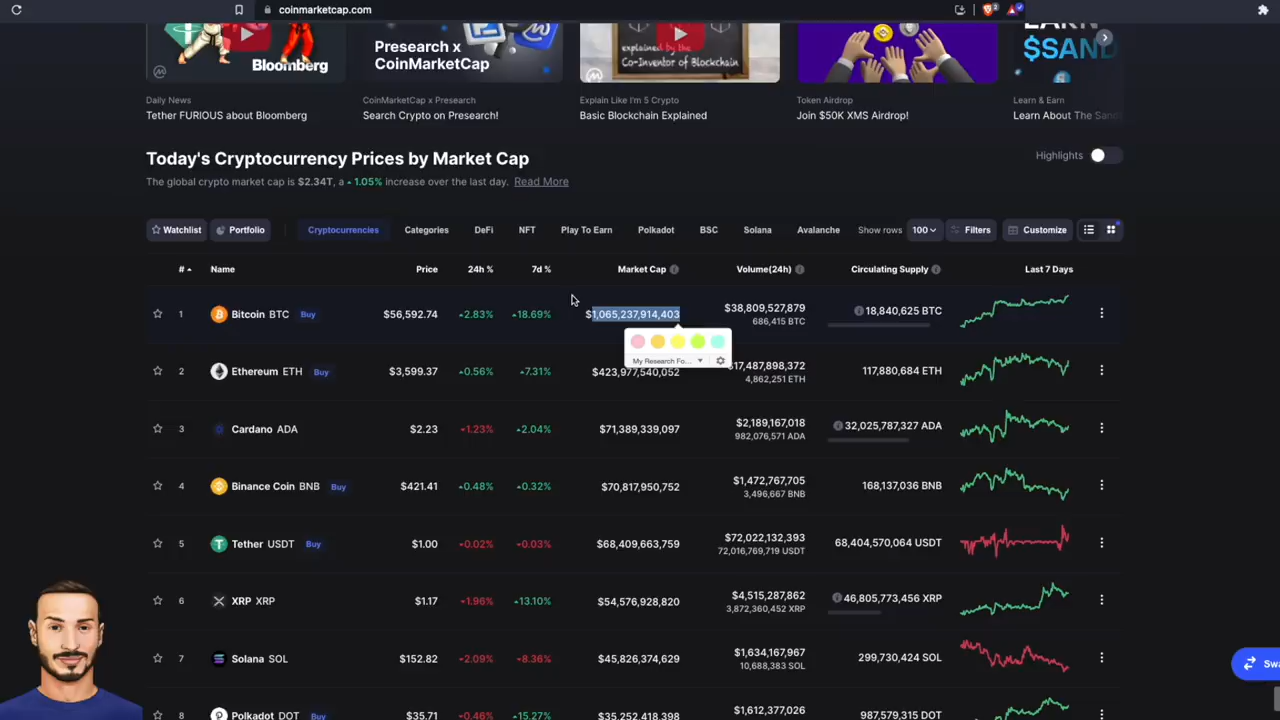 coinmarketcap.com
Bloomberg
Presearch x
CoinMarketCap
explained by the
Co-Inventor of Blockchain
$SAND
Daily News
CoinMarketCap x Presearch
Explain Like I'm 5 Crypto
Token Airdrop
Learn & Earn
Tether FURIOUS about Bloomberg
Search Crypto on Presearch!
Basic Blockchain Explained
Join $50K XMS Airdrop!
Learn About The
Today's Cryptocurrency Prices by Market Cap
Highlights
The global crypto market cap is $2.34T, a 1.05% increase over the last day. Read More
Watchlist Portfolio Cryptocurrencies Categories DeFi NFT Play To Earn Polkadot BSC Solana Avalanche Show rows 100 Filters Customize
# Name Price 24h % 7d % Market Cap Volume(24h) Circulating Supply Last 7 Days
1 Bitcoin BTC Buy $56,592.74 2.83% 18.69% $1,065,237,914,403 $38,809,527,879 18,840,625 BTC
686,415 BTC
My Research Fo...
2 Ethereum ETH Buy $3,599.37 0.56% 7.31% $423,977,540,052 $17,487,898,372 117,880,684 ETH
4,862,251 ETH
3 Cardano ADA $2.23 1.23% 2.04% $71,389,339,097 $2,189,167,018 32,025,787,327 ADA
982,076,571 ADA
4 Binance Coin BNB Buy $421.41 0.48% 0.32% $70,817,950,752 $1,472,767,705 168,137,036 BNB
3,496,667 BNB
5 Tether USDT Buy $1.00 0.02% 0.03% $68,409,663,759 $72,022,132,393 68,404,570,064 USDT
72,016,769,719 USDT
6 XRP XRP $1.17 1.96% 13.10% $54,576,928,820 $4,515,287,862 46,805,773,456 XRP
3,872,360,452 XRP
7 Solana SOL $152.82 2.09% 8.36% $45,826,374,629 $1,634,167,967 299,730,424 SOL
10,688,383 SOL
Swa
8 Polkadot DOT Buy $35.71 0.46% 15.27% $35,252,418,398 $1,612,377,026 987,579,315 DOT